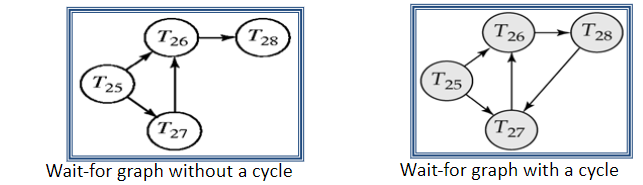 T26
T28
T25
T27
Wait-for graph without a cycle
T26
T28
T25
T27
Wait-for graph with a cycle